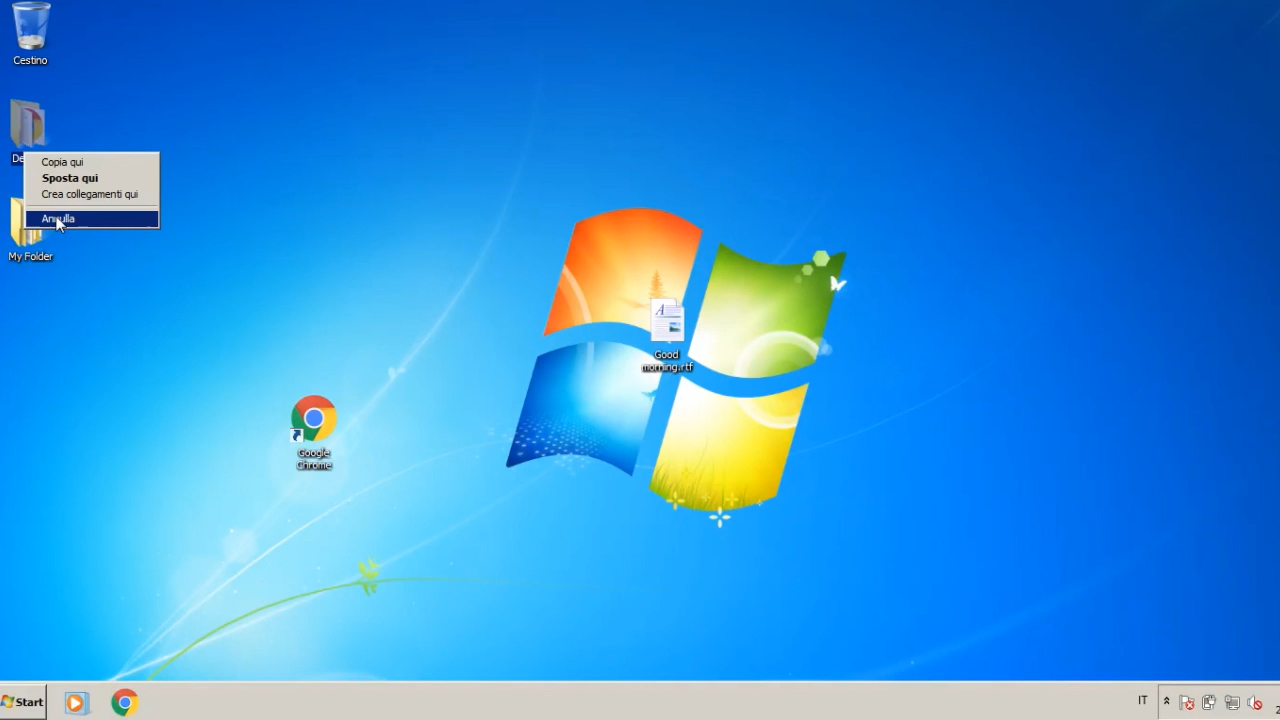 Cestino
Copia qui
Sposta qui
Crea collegamenti qui
Annulla
My Folder
Good
morning.rtf
Google
Chrome
Start
IT